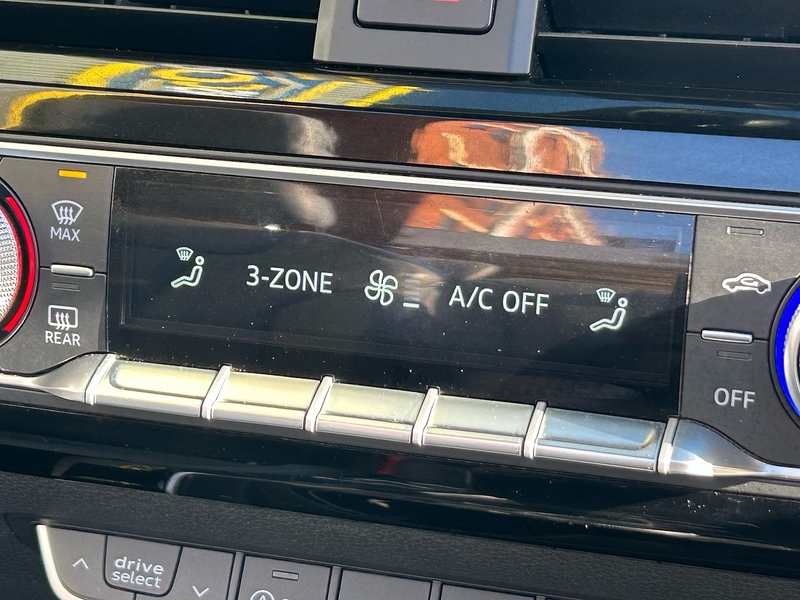 MAX
3-ZONE
A/C OFF
REAR
OFF
drive
select